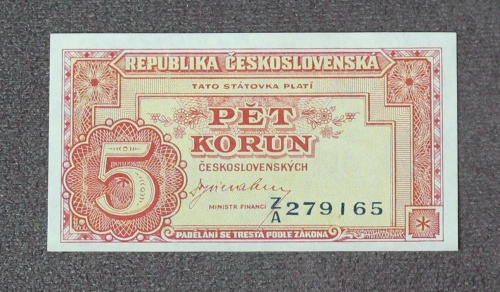 REPUBLIKA ČESKOSLOVENSKÁ
TATO STÁTOVKA PLATÍ
PĚT
KORUN
ČESKOSLOVENSKÝCH
5
MINISTR FINANCÍ
Z/A 279165
PADĚLÁNÍ SE TRESTÁ PODLE ZÁKONA